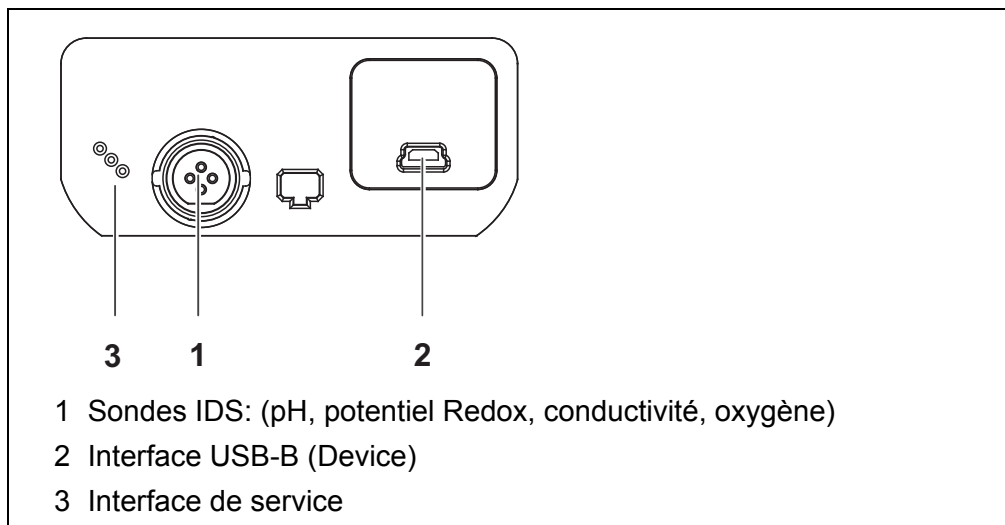 3 1 2
1 Sondes IDS: (pH, potentiel Redox, conductivité, oxygène)
2 Interface USB-B (Device)
3 Interface de service